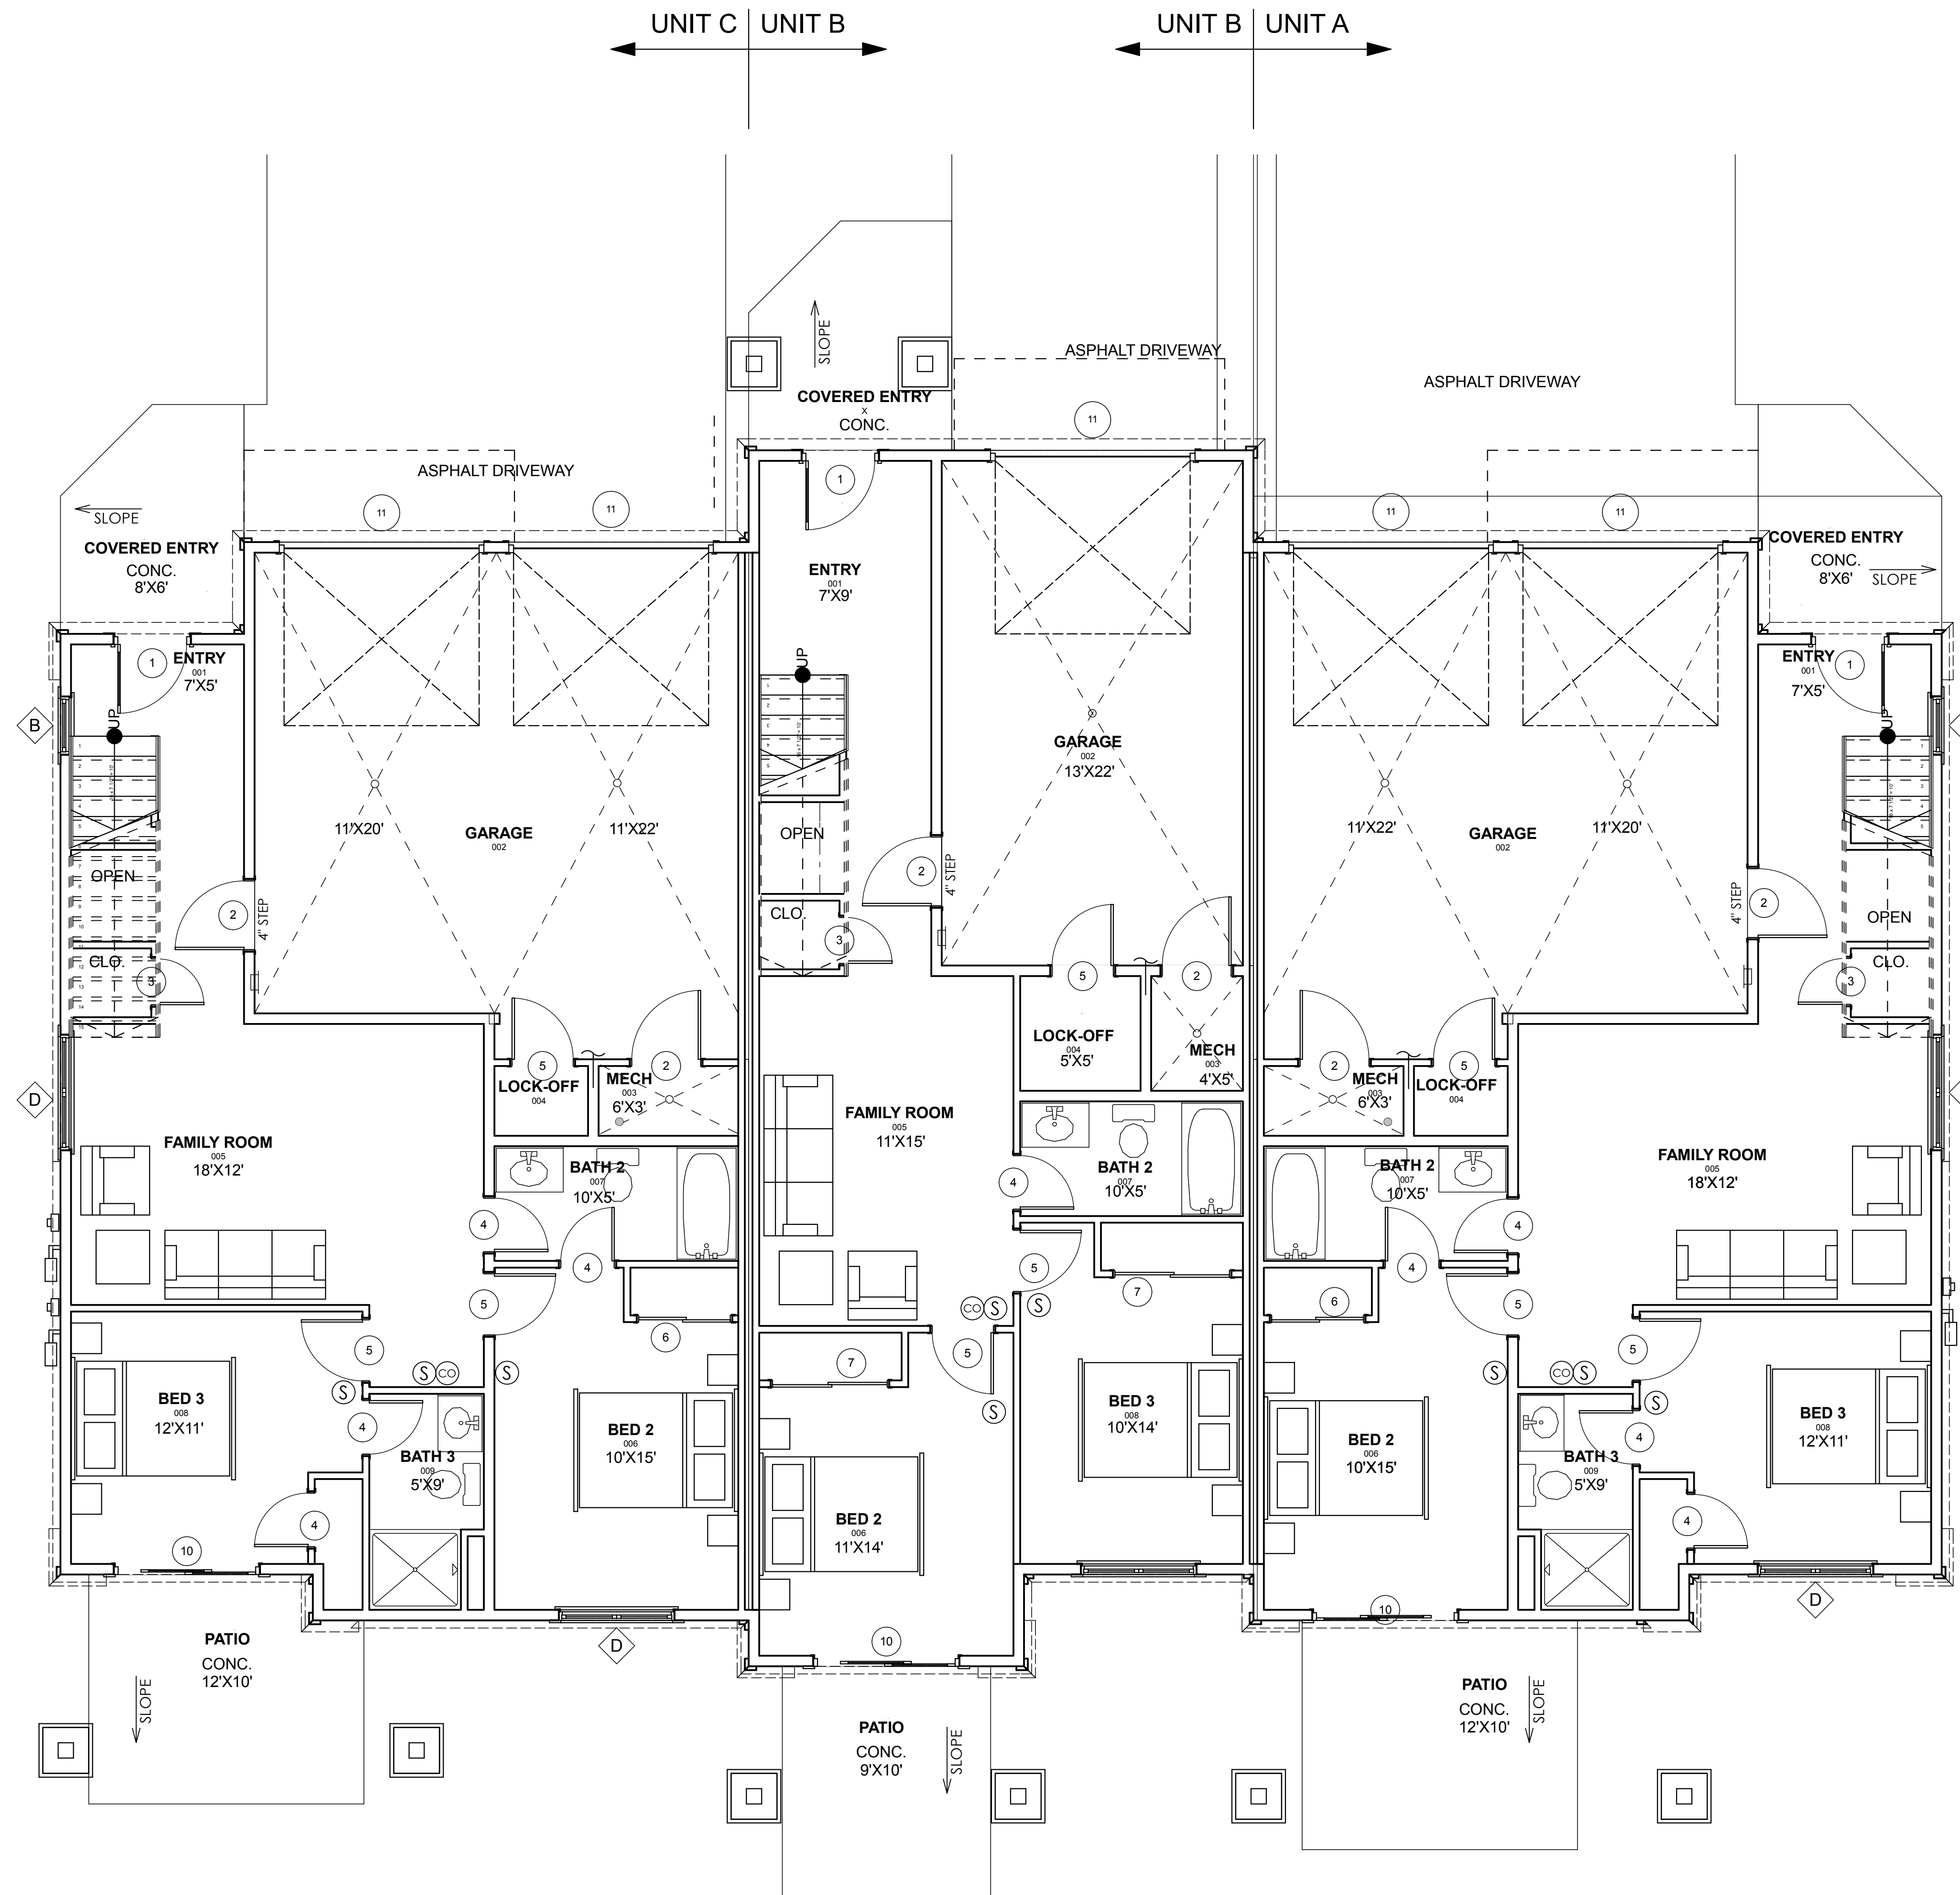 UNIT C
UNIT B
UNIT B
UNIT A
SLOPE
ASPHALT DRIVEWAY
ASPHALT DRIVEWAY
COVERED ENTRY
X
CONC.
11
ASPHALT DRIVEWAY
SLOPE
11
11
1
11
11
COVERED ENTRY
CONC.
8'X6'
COVERED ENTRY
CONC.
8'X6'
SLOPE
ENTRY
001
7'X9'
1
ENTRY
001
7'X5'
UP
ENTRY
001
7'X5'
1
B
UP
UP
GARAGE
002
13'X22'
11'X20'
GARAGE
002
11'X22'
OPEN
11'X22'
GARAGE
002
11'X20'
OPEN
2
4" STEP
2
4" STEP
4" STEP
2
OPEN
CLO.
3
CLO.
3
CLO.
3
5
2
LOCK-OFF
004
5'X5'
MECH
003
4'X5'
5
2
LOCK-OFF
004
MECH
003
6'X3'
2
5
MECH
003
6'X3'
LOCK-OFF
004
D
FAMILY ROOM
005
18'X12'
FAMILY ROOM
005
11'X15'
FAMILY ROOM
005
18'X12'
BATH 2
007
10'X5'
BATH 2
007
10'X5'
BATH 2
007
10'X5'
4
4
4
4
5
4
5
7
5
6
CO S
S
6
5
5
7
5
5
S CO
S
S
S
CO S
S
S
BED 3
008
12'X11'
4
BATH 3
009
5'X9'
BED 2
006
10'X15'
BED 3
008
10'X14'
BED 2
006
10'X15'
BATH 3
009
5'X9'
4
BED 3
008
12'X11'
BED 2
006
11'X14'
4
4
10
D
10
10
D
PATIO
CONC.
12'X10'
SLOPE
PATIO
CONC.
9'X10'
SLOPE
PATIO
CONC.
12'X10'
SLOPE